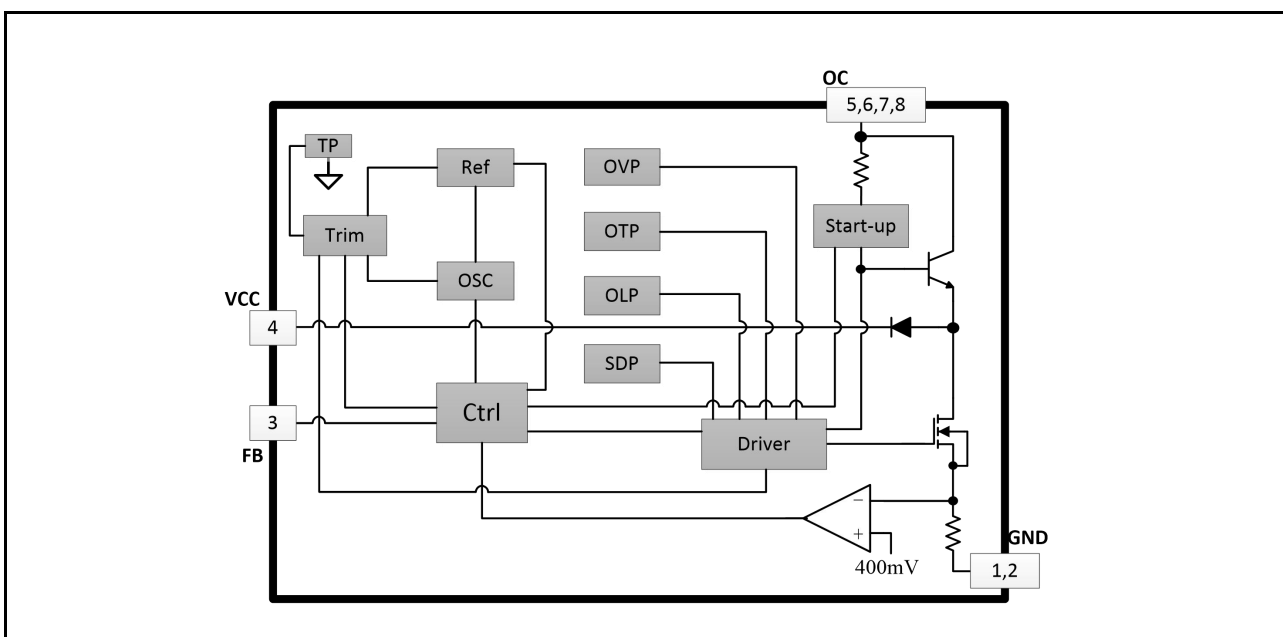 OC
5,6,7,8
TP
Ref
OVP
Trim
OTP
Start-up
OSC
OLP
VCC
4
SDP
Ctrl
3
FB
Driver
−
+
400mV
GND
1,2